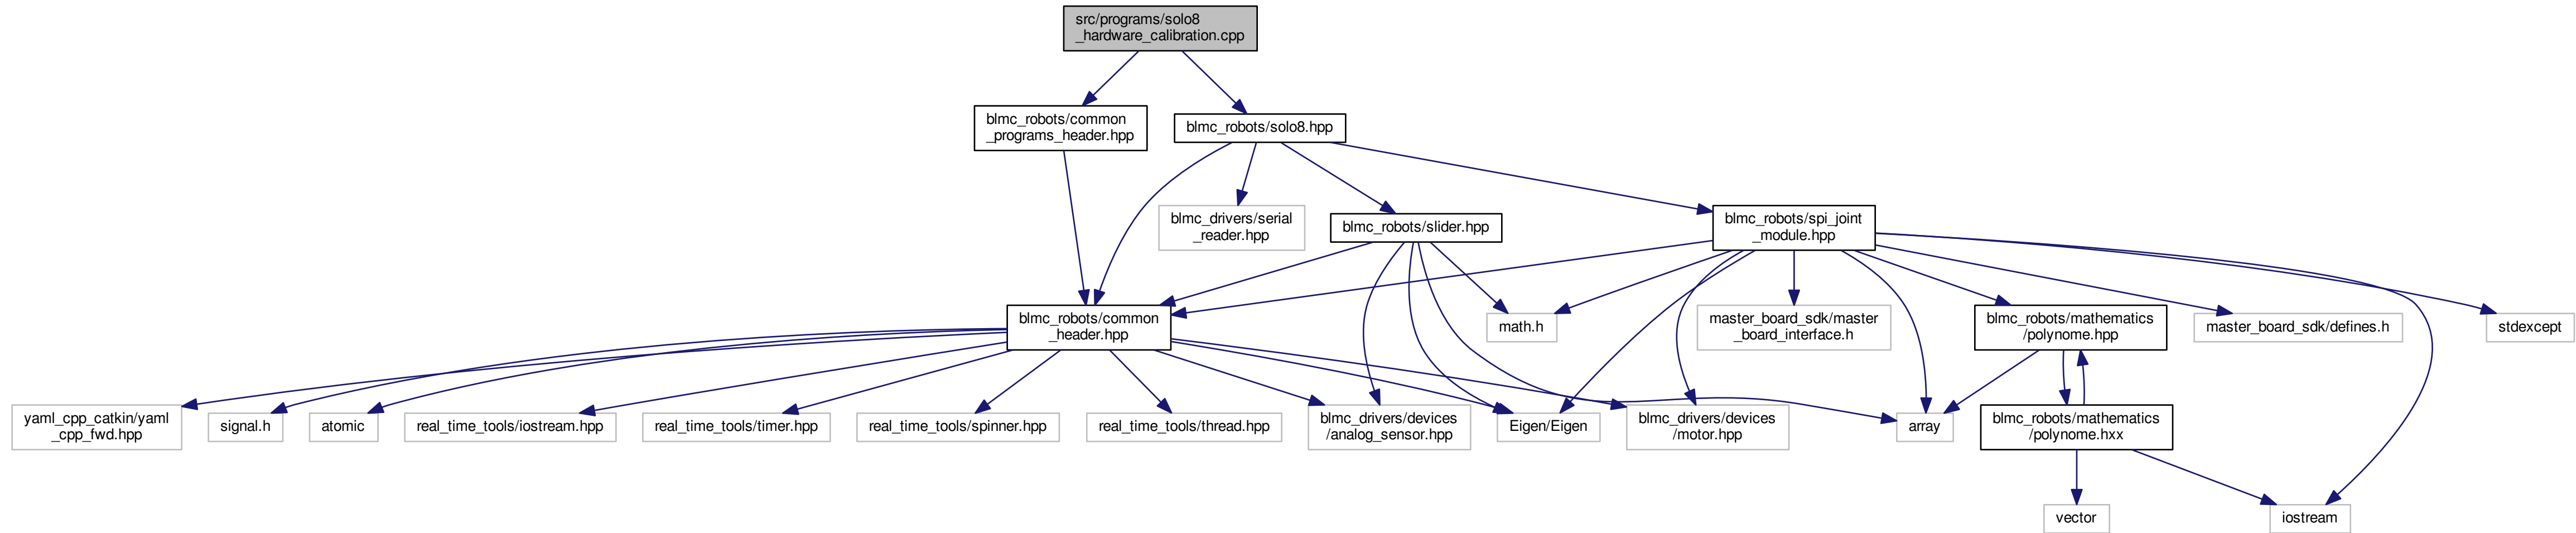 src/programs/solo8
_hardware_calibration.cpp
blmc_robots/common
_programs_header.hpp
blmc_robots/solo8.hpp
blmc_drivers/serial
_reader.hpp
blmc_robots/slider.hpp
blmc_robots/spi_joint
_module.hpp
blmc_robots/common
_header.hpp
math.h
master_board_sdk/master
_board_interface.h
blmc_robots/mathematics
/polynome.hpp
master_board_sdk/defines.h
stdexcept
yaml_cpp_catkin/yaml
_cpp_fwd.hpp
signal.h
atomic
real_time_tools/iostream.hpp
real_time_tools/timer.hpp
real_time_tools/spinner.hpp
real_time_tools/thread.hpp
blmc_drivers/devices
/analog_sensor.hpp
Eigen/Eigen
blmc_drivers/devices
/motor.hpp
array
blmc_robots/mathematics
/polynome.hxx
vector
iostream